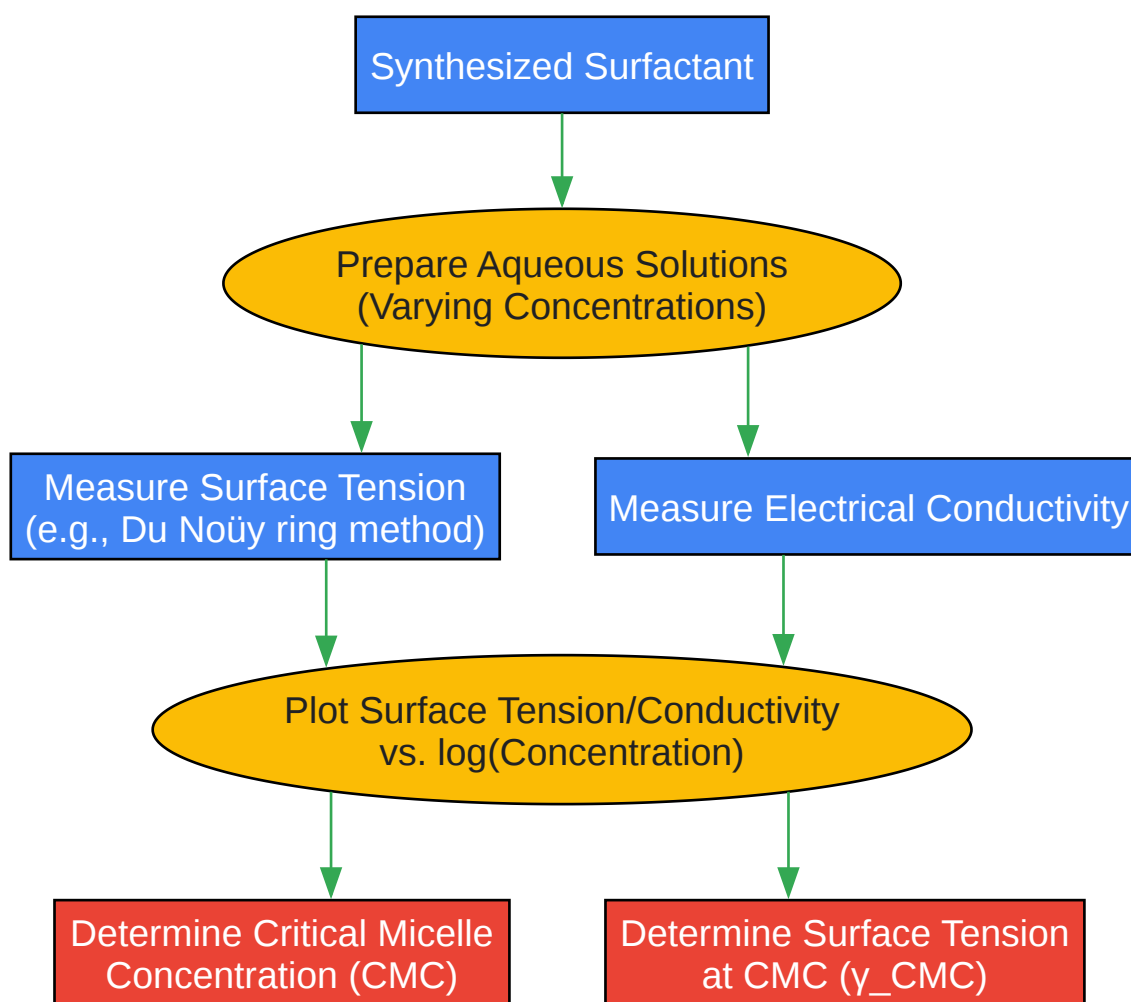 Synthesized Surfactant
Prepare Aqueous Solutions
(Varying Concentrations)
Measure Surface Tension
(e.g., Du Noüy ring method)
Measure Electrical Conductivity
Plot Surface Tension/Conductivity
vs. log(Concentration)
Determine Critical Micelle
Concentration (CMC)
Determine Surface Tension
at CMC (γ_CMC)